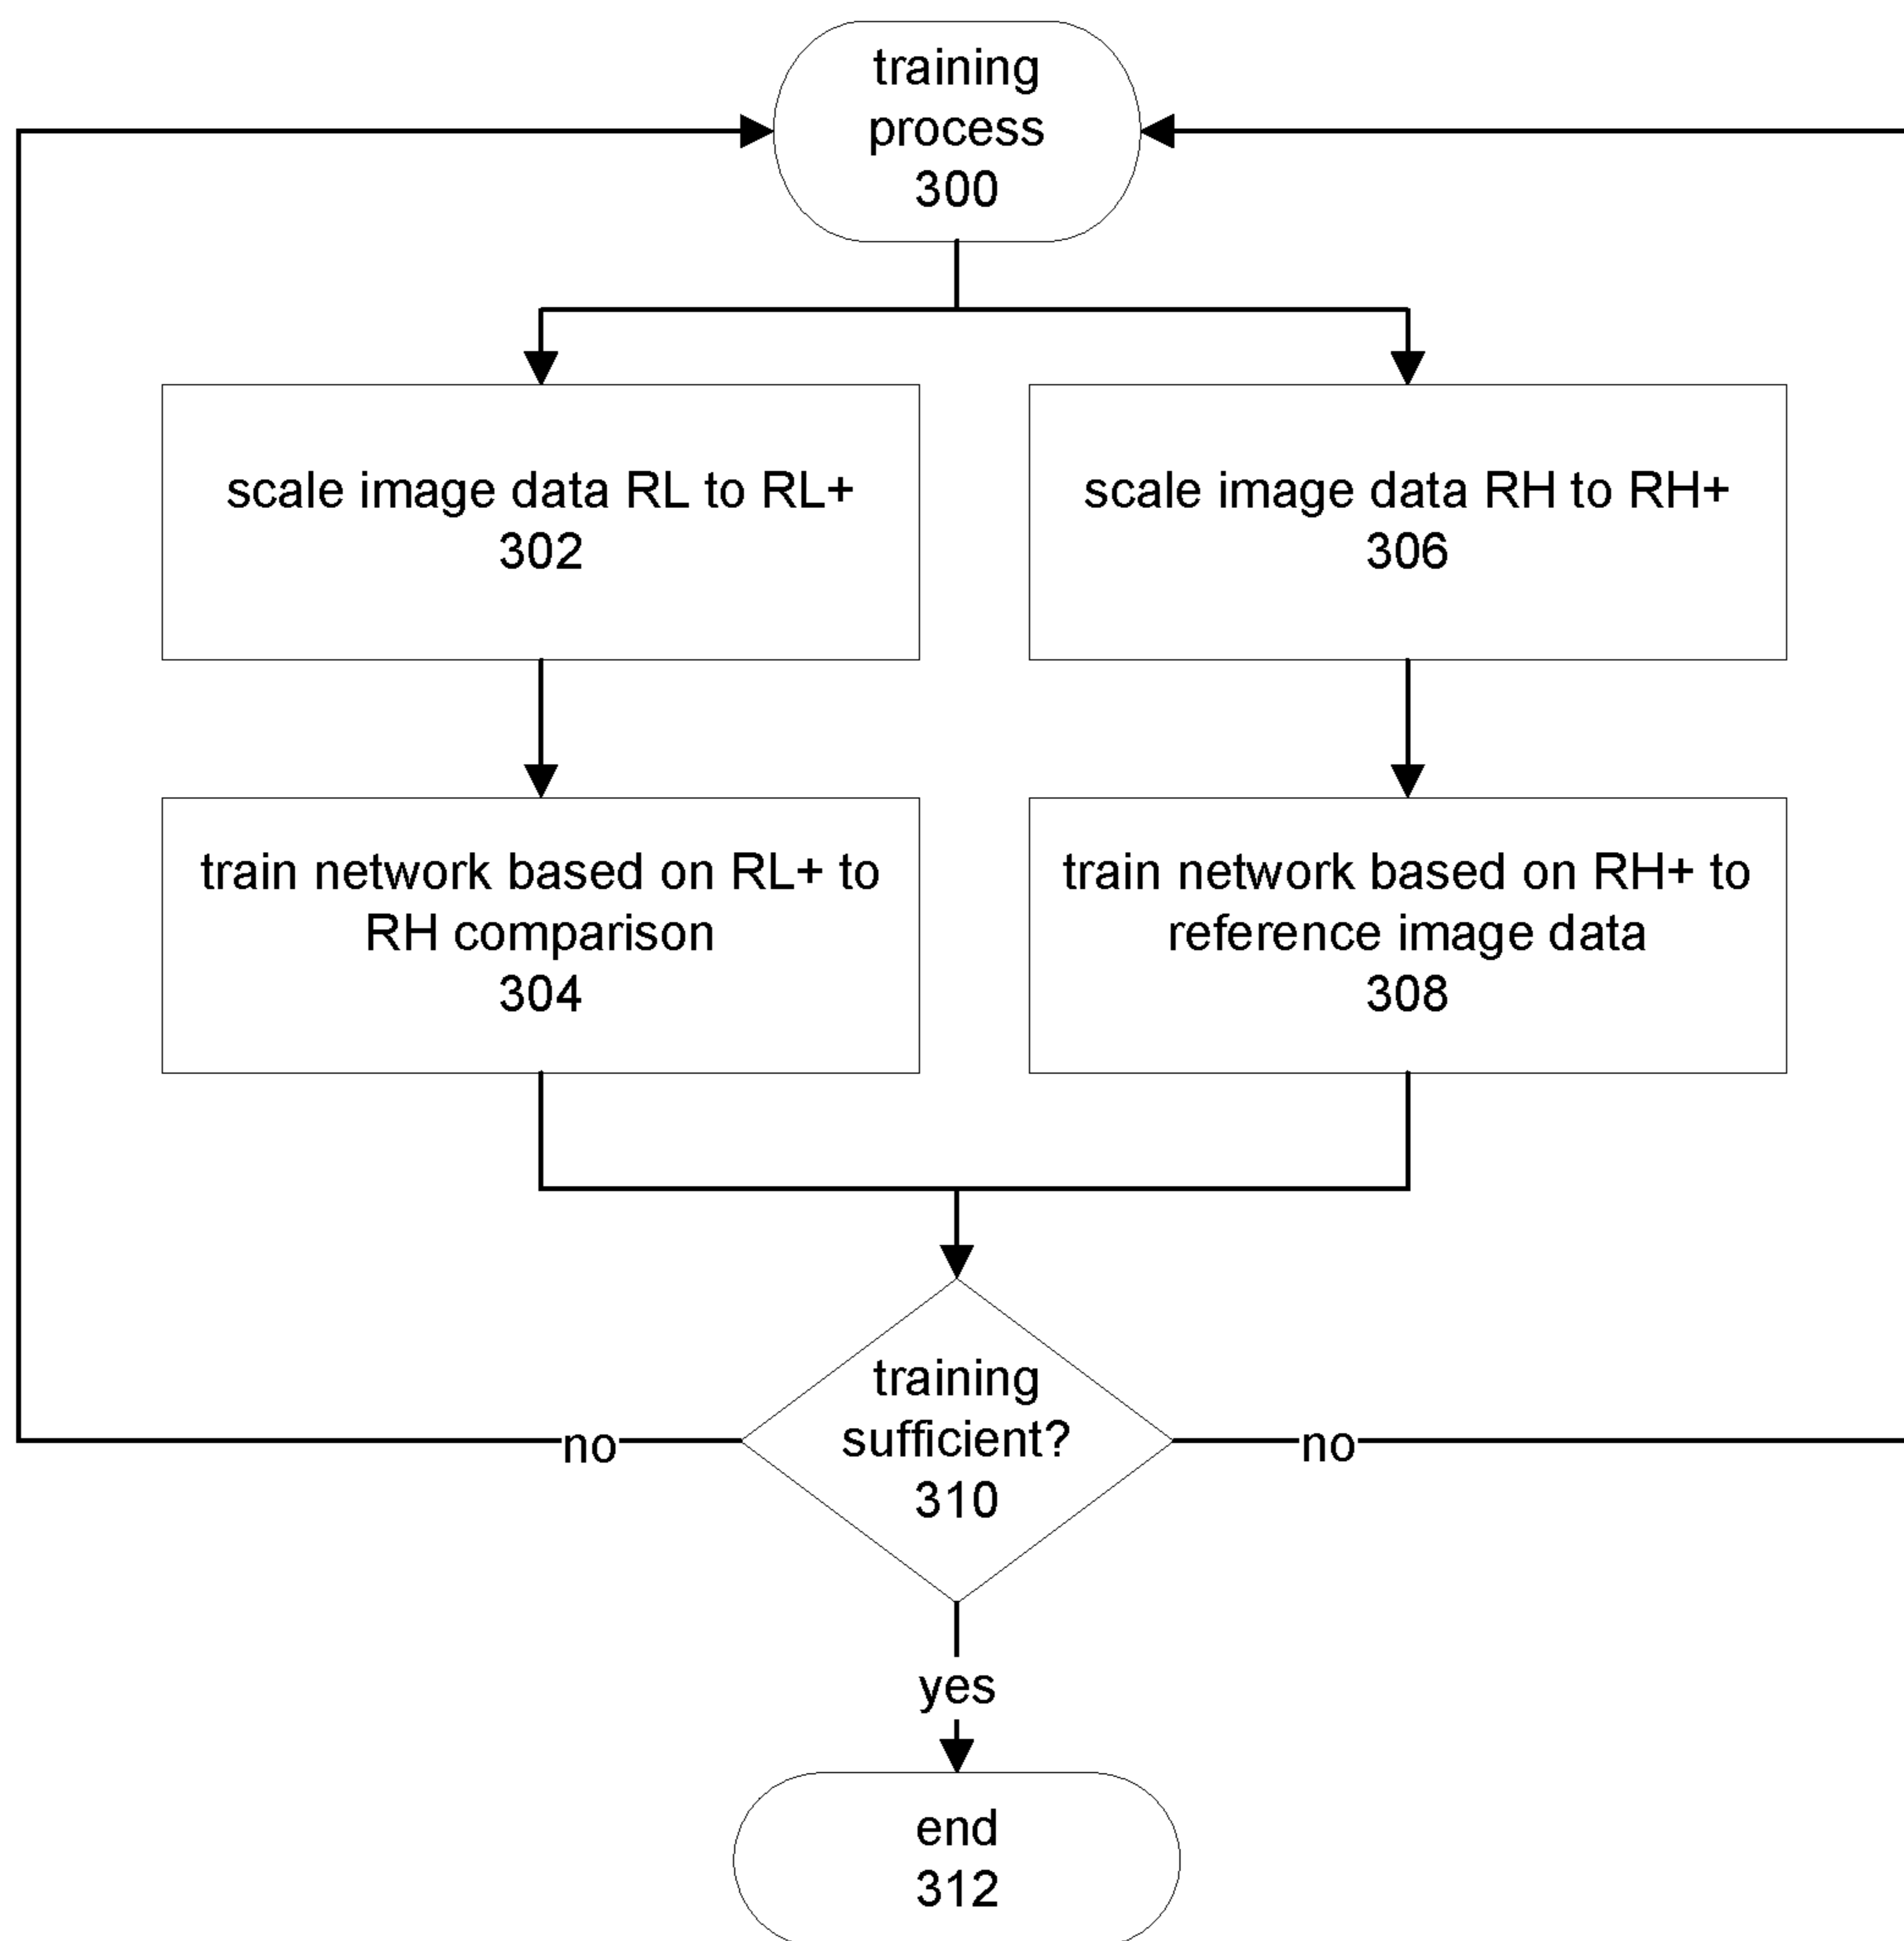 training
process
300
scale image data RL to RL+
302
scale image data RH to RH+
306
train network based on RL+ to
RH comparison
304
train network based on RH+ to
reference image data
308
training
sufficient?
310
no
no
yes
end
312